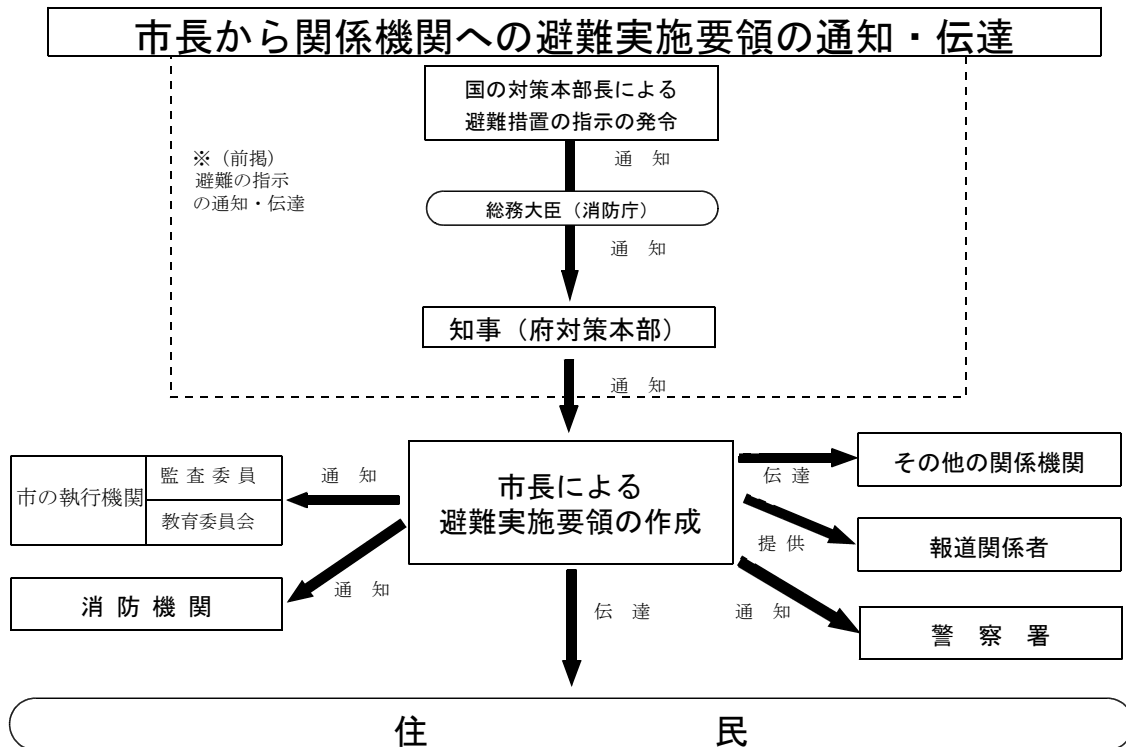 市長から関係機関への避難実施要領の通知・伝達
国の対策本部長による
避難措置の指示の発令
※（前掲）
避難の指示
の通知・伝達
通 知
総務大臣（消防庁）
通 知
知事（府対策本部）
通 知
市長による
避難実施要領の作成
市の執行機関
監 査 委 員
教育委員会
通 知
消 防 機 関
通 知
伝 達
その他の関係機関
提 供
報道関係者
通 知
警 察 署
伝 達
住 民